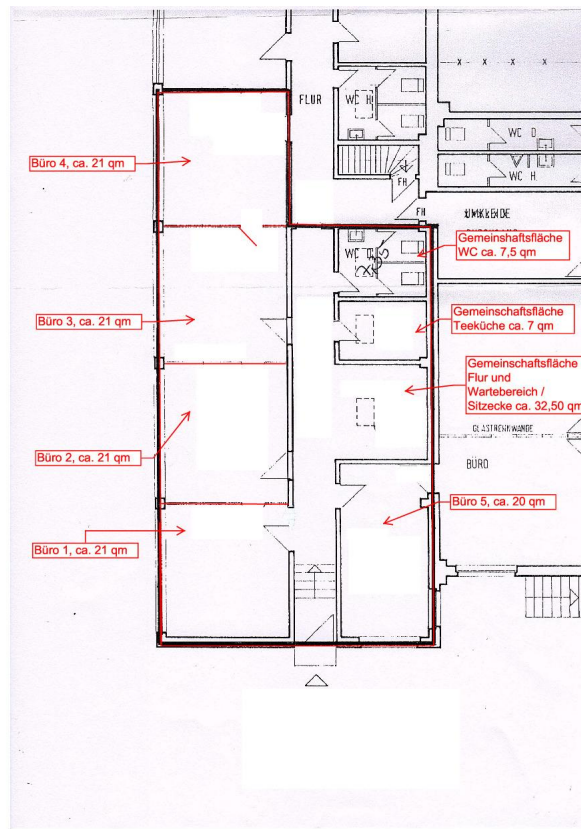 FLUR
WC H.
WC D.
WC H.
FH
FH
Büro 4, ca. 21 qm
Gemeinshaftsfläche
WC ca. 7,5 qm
WC D.
Büro 3, ca. 21 qm
Gemeinschaftsfläche
Teeküche ca. 7 qm
Gemeinschaftsfläche
Flur und
Wartebereich /
Sitzecke ca. 32,50 qm
GLASTRENNWÄNDE
Büro 2, ca. 21 qm
BÜRO
Büro 5, ca. 20 qm
Büro 1, ca. 21 qm